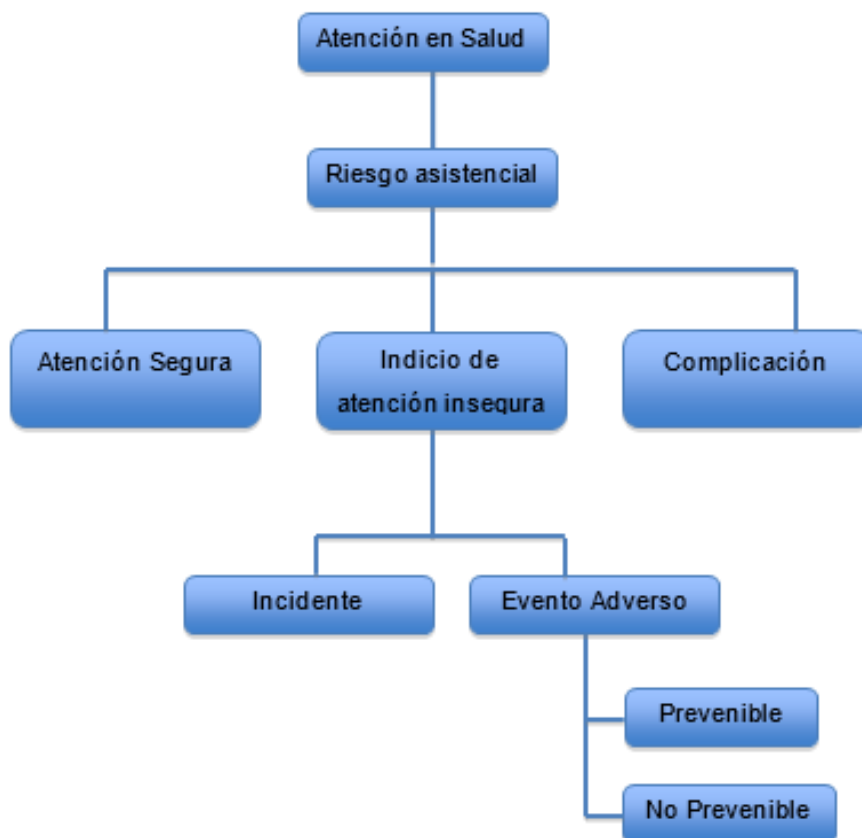 Atención en Salud
Riesgo asistencial
Atención Segura
Indicio de
atención insegura
Complicación
Incidente
Evento Adverso
Prevenible
No Prevenible